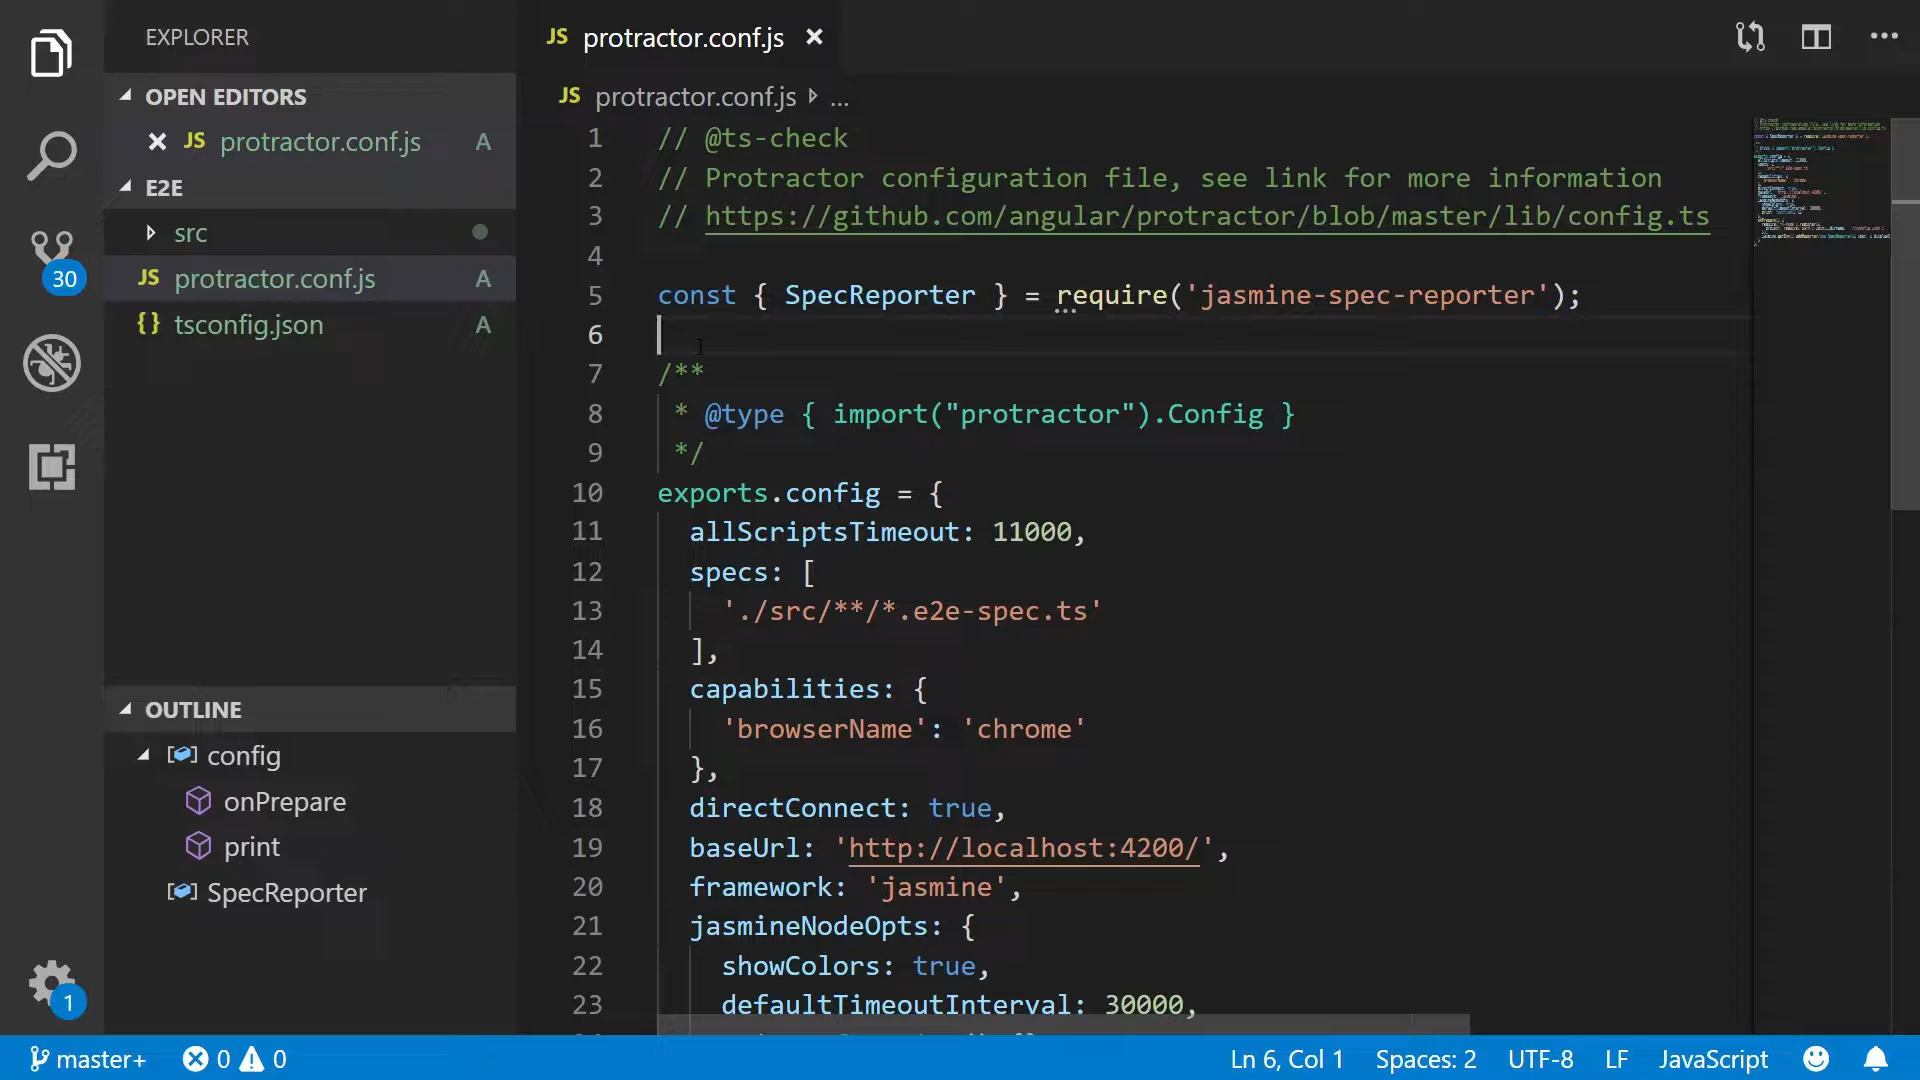 EXPLORER
OPEN EDITORS
JS protractor.conf.js A
E2E
src
JS protractor.conf.js A
{} tsconfig.json A
30
OUTLINE
config
onPrepare
print
SpecReporter
1
JS protractor.conf.js
JS protractor.conf.js ...
1 // @ts-check
2 // Protractor configuration file, see link for more information
3 // https://github.com/angular/protractor/blob/master/lib/config.ts
4
5 const { SpecReporter } = require('jasmine-spec-reporter');
6
7 /**
8 * @type { import("protractor").Config }
9 */
10 exports.config = {
11 allScriptsTimeout: 11000,
12 specs: [
13 './src/**/*.e2e-spec.ts'
14 ],
15 capabilities: {
16 'browserName': 'chrome'
17 },
18 directConnect: true,
19 baseUrl: 'http://localhost:4200/',
20 framework: 'jasmine',
21 jasmineNodeOpts: {
22 showColors: true,
23 defaultTimeoutInterval: 30000,
master+ 0 0 Ln 6, Col 1 Spaces: 2 UTF-8 LF JavaScript